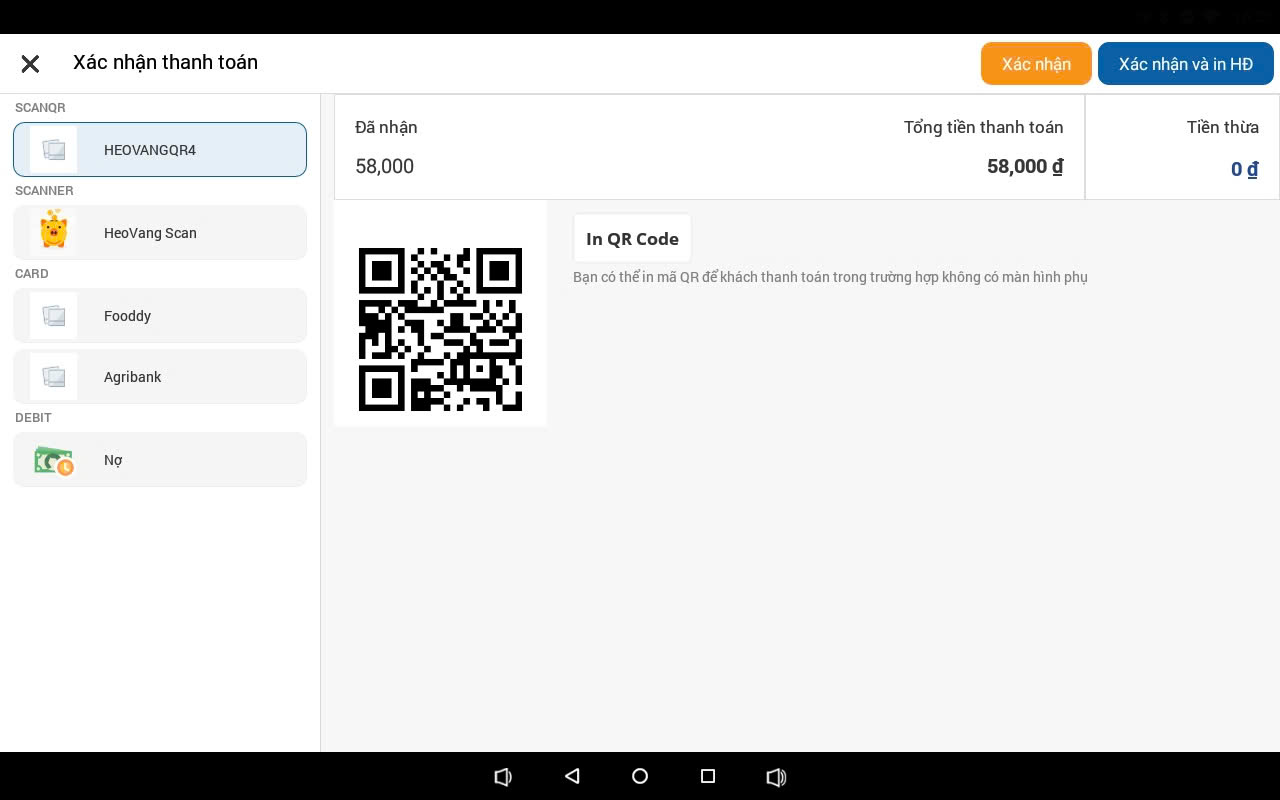 Xác nhận thanh toán
Xác nhận
Xác nhận và in HĐ
SCANQR
HEOVANGQR4
SCANNER
HeoVang Scan
CARD
Fooddy
Agribank
DEBIT
Nợ
Đã nhận
58,000
Tổng tiền thanh toán
58,000 ₫
Tiền thừa
0 ₫
In QR Code
Bạn có thể in mã QR để khách thanh toán trong trường hợp không có màn hình phụ